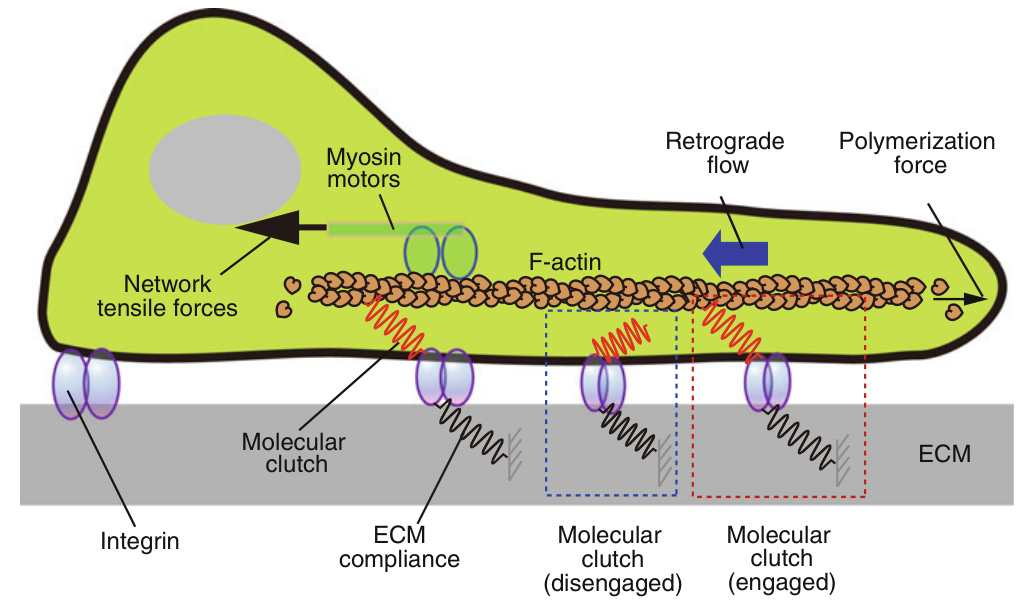 Retrograde
flow
Polymerization
force
Myosin
motors
F-actin
Network
tensile forces
Molecular
clutch
ECM
Integrin
ECM
compliance
Molecular
clutch
(disengaged)
Molecular
clutch
(engaged)